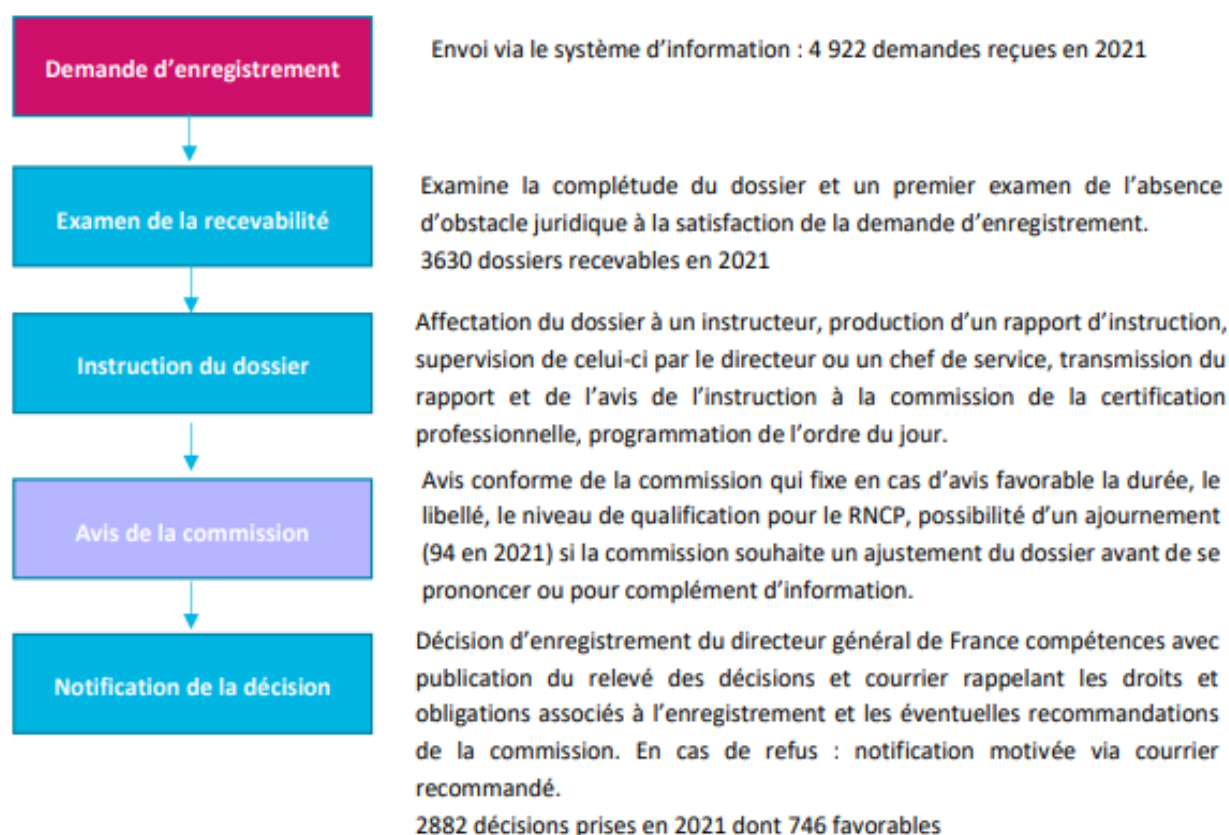 Demande d’enregistrement
Envoi via le système d’information : 4 922 demandes reçues en 2021
Examen de la recevabilité
Examine la complétude du dossier et un premier examen de l’absence
d’obstacle juridique à la satisfaction de la demande d’enregistrement.
3630 dossiers recevables en 2021
Instruction du dossier
Affectation du dossier à un instructeur, production d’un rapport d’instruction,
supervision de celui-ci par le directeur ou un chef de service, transmission du
rapport et de l’avis de l’instruction à la commission de la certification
professionnelle, programmation de l’ordre du jour.
Avis de la commission
Avis conforme de la commission qui fixe en cas d’avis favorable la durée, le
libellé, le niveau de qualification pour le RNCP, possibilité d’un ajournement
(94 en 2021) si la commission souhaite un ajustement du dossier avant de se
prononcer ou pour complément d’information.
Notification de la décision
Décision d’enregistrement du directeur général de France compétences avec
publication du relevé des décisions et courrier rappelant les droits et
obligations associés à l’enregistrement et les éventuelles recommandations
de la commission. En cas de refus : notification motivée via courrier
recommandé.
2882 décisions prises en 2021 dont 746 favorables